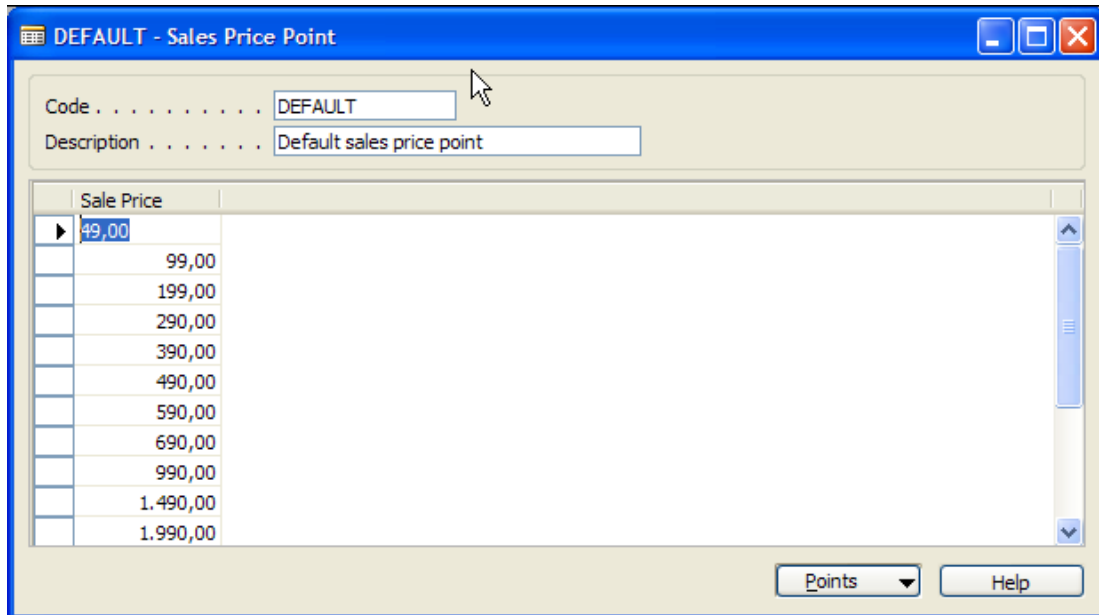 DEFAULT - Sales Price Point
Code . . . . . . . . . . DEFAULT
Description . . . . . . . Default sales price point
Sale Price
49,00
99,00
199,00
290,00
390,00
490,00
590,00
690,00
990,00
1.490,00
1.990,00
Points Help